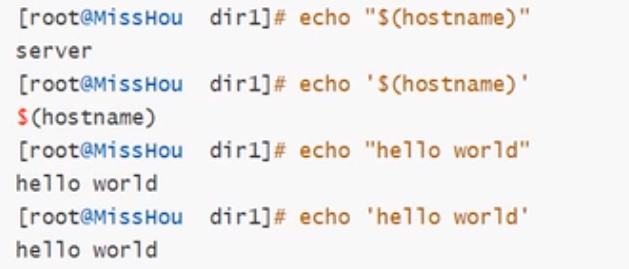 [root@MissHou  dir1]# echo "$(hostname)"
server
[root@MissHou  dir1]# echo '$(hostname)'
$(hostname)
[root@MissHou  dir1]# echo "hello world"
hello world
[root@MissHou  dir1]# echo 'hello world'
hello world